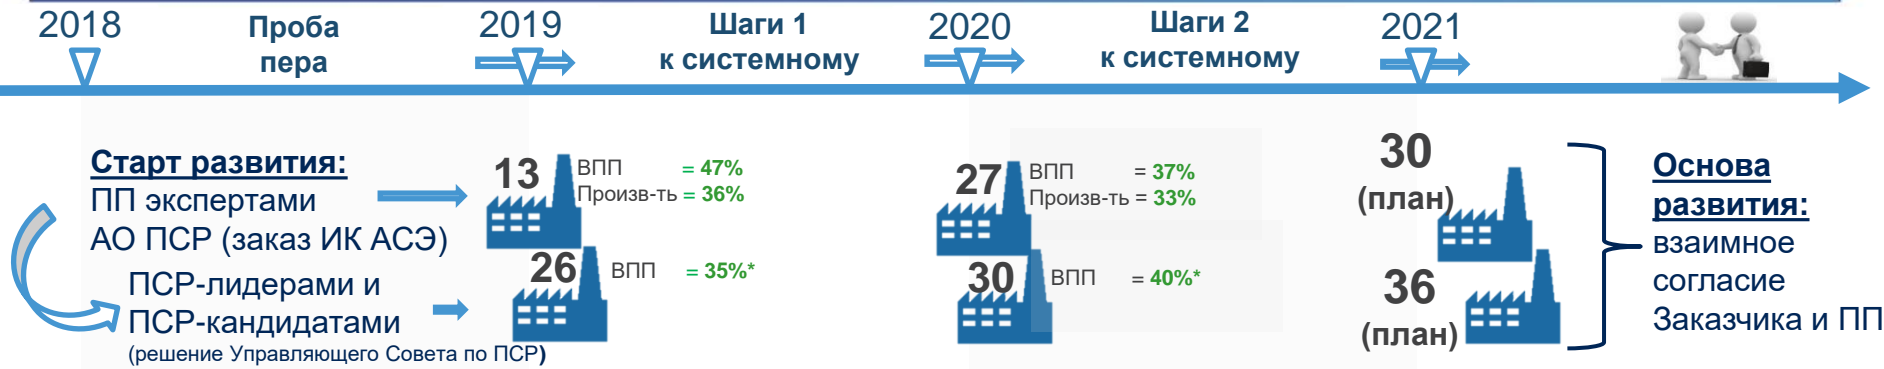 2018
Проба
пера
2019
Шаги 1
к системному
2020
Шаги 2
к системному
2021
Старт развития:
ПП экспертами
АО ПСР (заказ ИК АСЭ)
ПСР-лидерами и
ПСР-кандидатами
(решение Управляющего Совета по ПСР)
13
ВПП = 47%
Произв-ть = 36%
26
ВПП = 35%*
27
ВПП = 37%
Произв-ть = 33%
30
ВПП = 40%*
30
(план)
36
(план)
Основа
развития:
взаимное
согласие
Заказчика и ПП